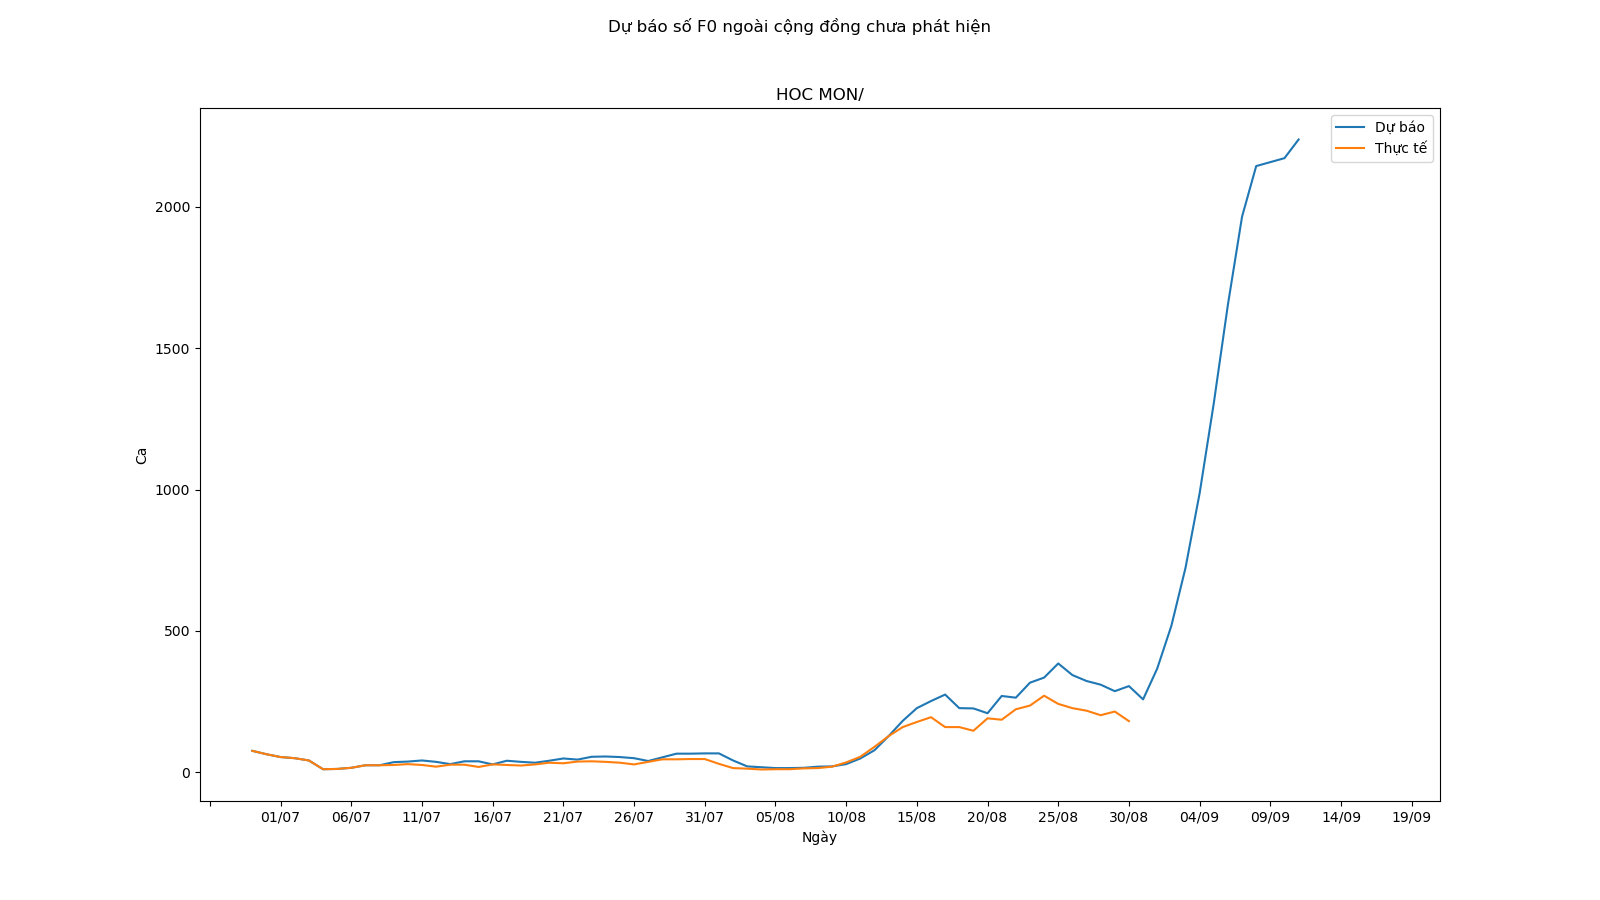 Dự báo số F0 ngoài cộng đồng chưa phát hiện
HOC MON/
Dự báo
Thực tế
2000
1500
1000
500
0
Ca
01/07 06/07 11/07 16/07 21/07 26/07 31/07 05/08 10/08 15/08 20/08 25/08 30/08 04/09 09/09 14/09 19/09
Ngày